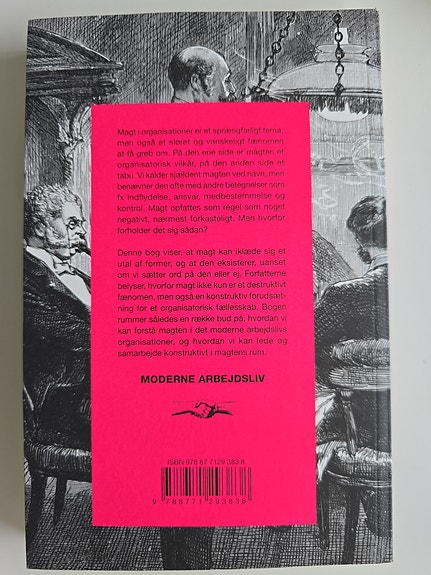 Magt i organisationer er et sprængfarligt tema,
men også et sløret og vanskeligt fænomen
at få greb om. På den ene side er magten et
organisatorisk vilkår, på den anden side et
tabu. Vi kalder sjældent magten ved navn, men
benævner den ofte med andre betegnelser som
fx indflydelse, ansvar, medbestemmelse og
kontrol. Magt opfattes som regel som noget
negativt, nærmest forkasteligt. Men hvorfor
forholder det sig sådan?
Denne bog viser, at magt kan iklæde sig et
utal af former, og at den eksisterer, uanset
om vi sætter ord på den eller ej. Forfatterne
belyser, hvorfor magt ikke kun er et destruktivt
fænomen, men også en konstruktiv forudsæt-
ning for et organisatorisk fællesskab. Bogen
rummer således en række bud på, hvordan vi
kan forstå magten i det moderne arbejdslivs
organisationer, og hvordan vi kan lede og
samarbejde konstruktivt i magtens rum.
MODERNE ARBEJDSLIV
ISBN 978 87 7129 383 8
9 788771 293838